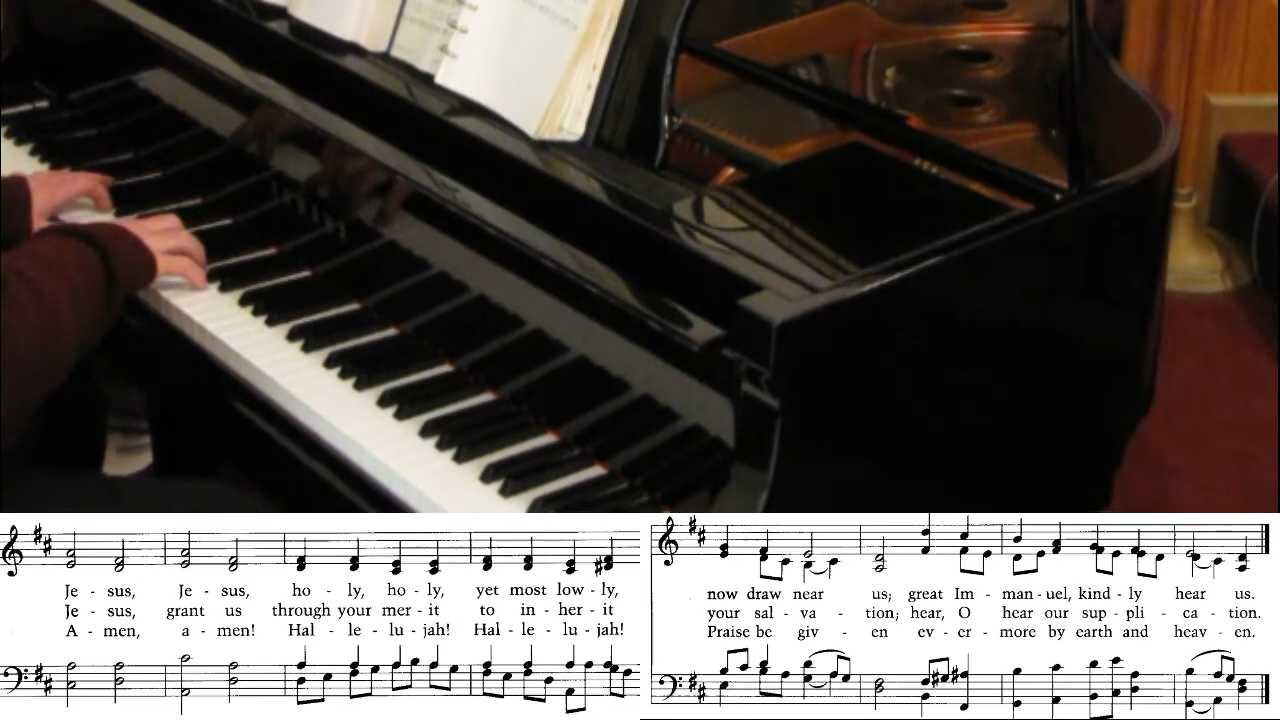 Je - sus, Je - sus, ho - ly, ho - ly, yet most low - ly,
Je - sus, grant us through your mer - it to in - her - it
A - men, a - men! Hal - le - lu - jah! Hal - le - lu - jah!
now draw near us; great Im - man - uel, kind - ly hear us.
your sal - va - tion; hear, O hear our sup - pli - ca - tion.
Praise be giv - en ev - er - more by earth and heav - en.